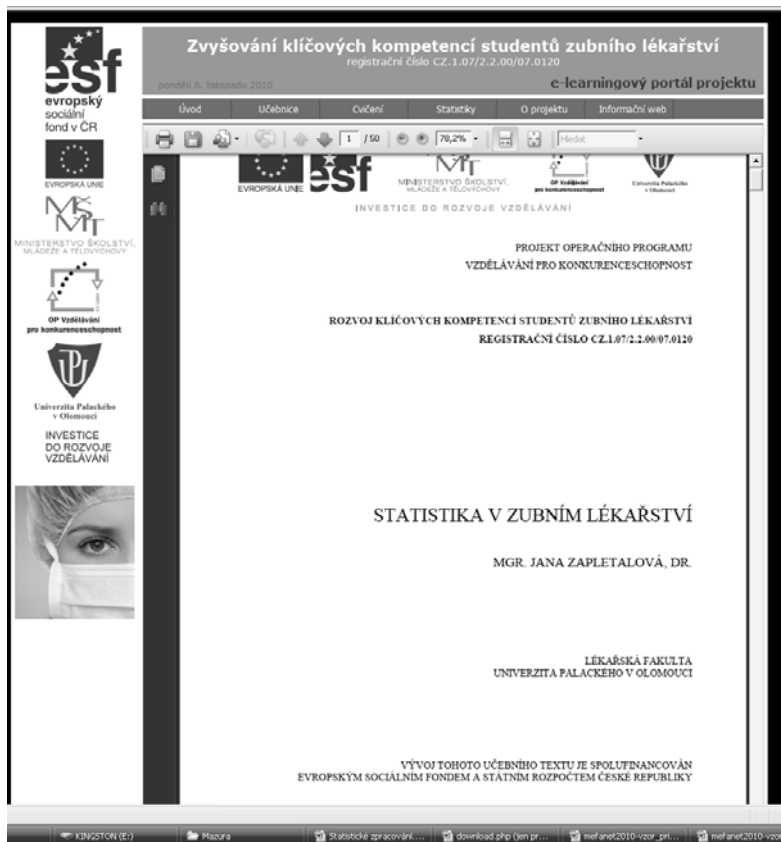 esf
evropský
sociální
fond v ČR
EVROPSKÁ UNIE
MŠMT
MINISTERSTVO ŠKOLSTVÍ,
MLÁDEŽE A TĚLOVÝCHOVY
OP Vzdělávání
pro konkurenceschopnost
Univerzita Palackého
v Olomouci
INVESTICE
DO ROZVOJE
VZDĚLÁVÁNÍ
Zvyšování klíčových kompetencí studentů zubního lékařství
registrační číslo CZ.1.07/2.2.00/07.0120
pondělí 8. listopadu 2010
e-learningový portál projektu
Úvod Učebnice Cvičení Statistiky O projektu Informační web
1 / 50 78,2% Hledat
EVROPSKÁ UNIE
esf
MINISTERSTVO ŠKOLSTVÍ,
MLÁDEŽE A TĚLOVÝCHOVY
OP Vzdělávání
pro konkurenceschopnost
Univerzita Palackého
v Olomouci
INVESTICE DO ROZVOJE VZDĚLÁVÁNÍ
PROJEKT OPERAČNÍHO PROGRAMU
VZDĚLÁVÁNÍ PRO KONKURENCESCHOPNOST
ROZVOJ KLÍČOVÝCH KOMPETENCÍ STUDENTŮ ZUBNÍHO LÉKAŘSTVÍ
REGISTRAČNÍ ČÍSLO CZ.1.07/2.2.00/07.0120
STATISTIKA V ZUBNÍM LÉKAŘSTVÍ
MGR. JANA ZAPLETALOVÁ, DR.
LÉKAŘSKÁ FAKULTA
UNIVERZITA PALACKÉHO V OLOMOUCI
VÝVOJ TOHOTO UČEBNÍHO TEXTU JE SPOLUFINANCOVÁN
EVROPSKÝM SOCIÁLNÍM FONDEM A STÁTNÍM ROZPOČTEM ČESKÉ REPUBLIKY
KINGSTON (E:) Mazura Statistické zpracování.... download.php (jen pr... mefanet2010-vzor_pri... mefanet2010-vzor